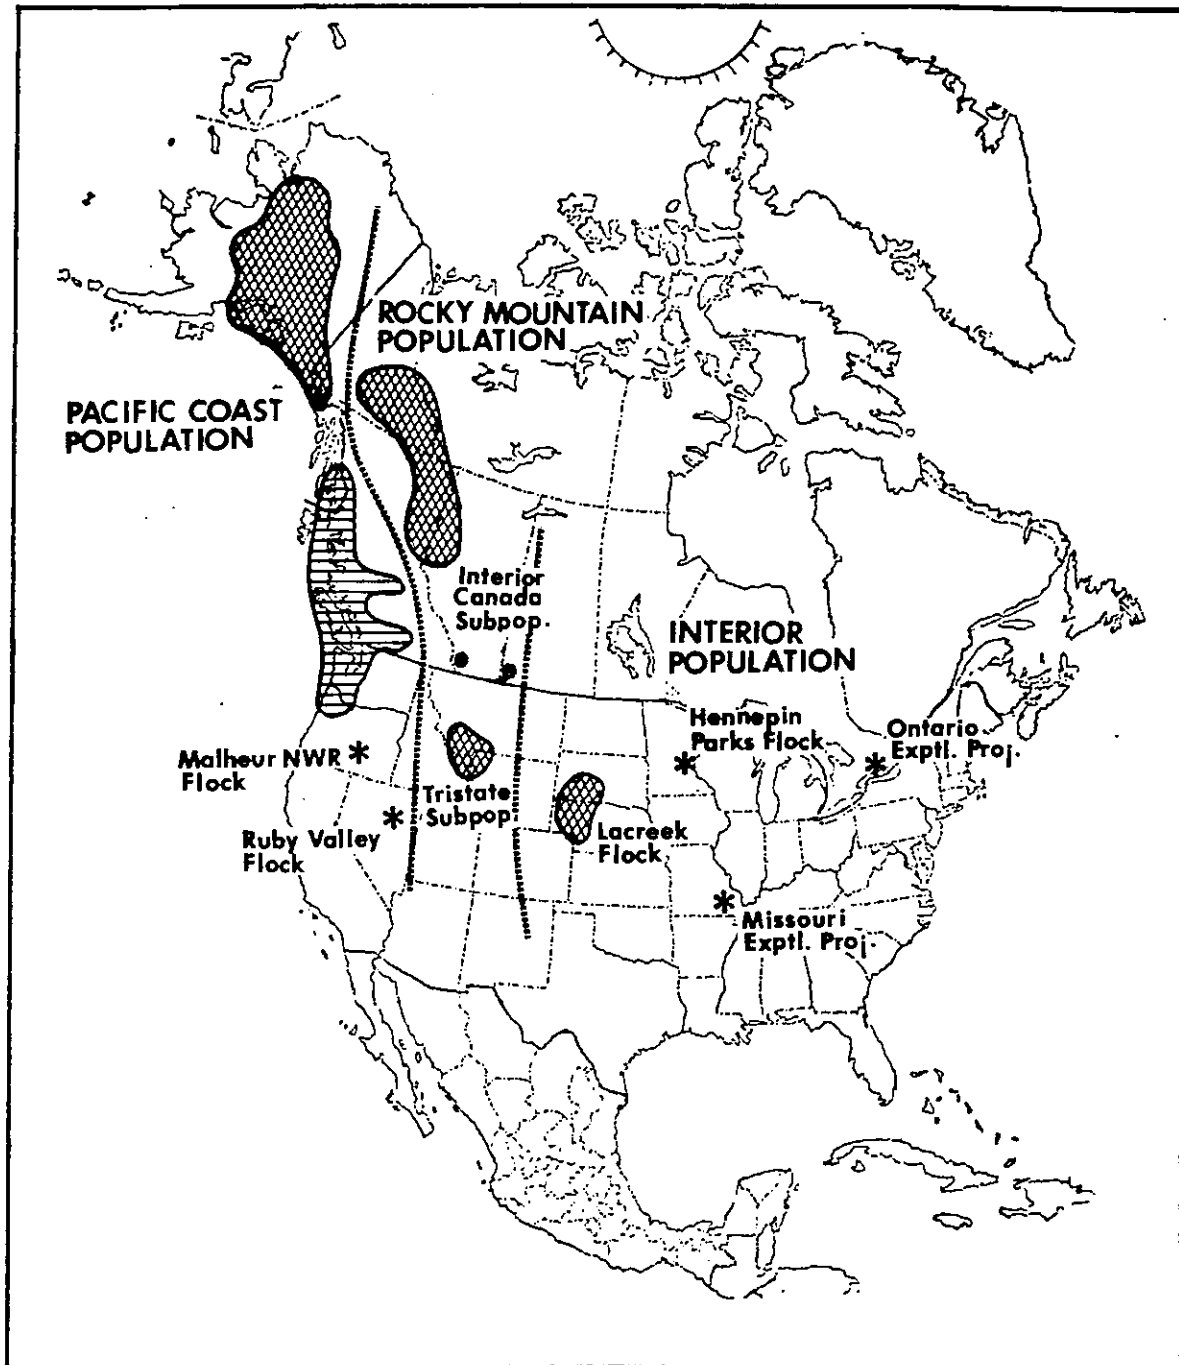 ROCKY MOUNTAIN
POPULATION
PACIFIC COAST
POPULATION
Interior
Canada
Subpop.
INTERIOR
POPULATION
Hennepin
Parks Flock
Ontario
Exptl. Proj.
Malheur NWR
Flock
Tristate
Subpop.
Ruby Valley
Flock
Lacreek
Flock
Missouri
Exptl. Proj.